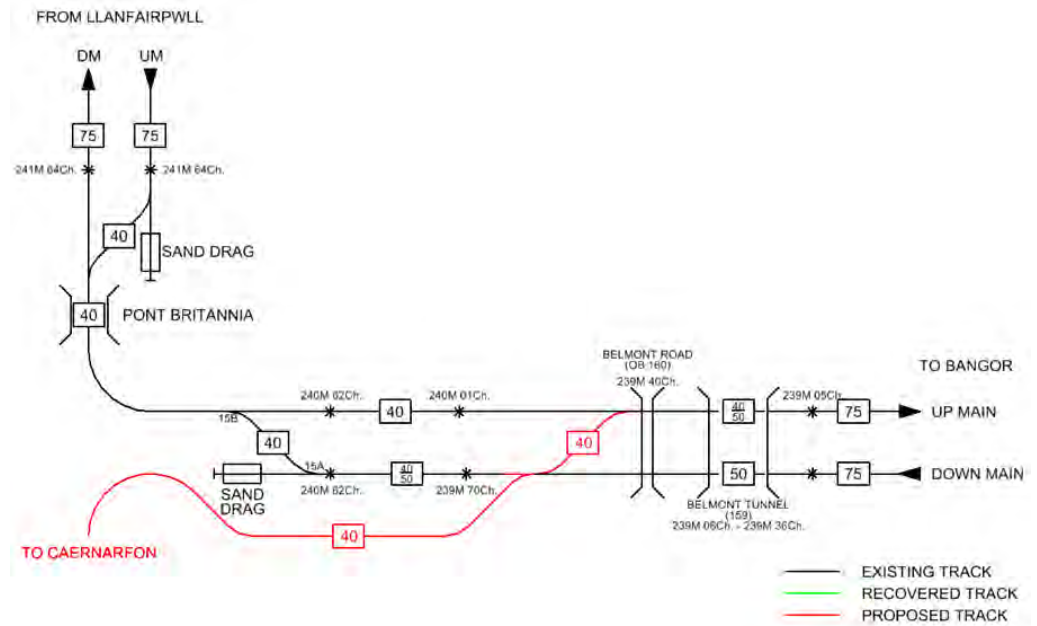 FROM LLANFAIRPWLL
DM
UM
75
75
241M 64Ch.
241M 64Ch.
40
SAND DRAG
40
PONT BRITANNIA
BELMONT ROAD
(OB 160)
239M 40Ch.
TO BANGOR
240M 62Ch.
40
240M 01Ch.
40
50
239M 05Ch.
75
UP MAIN
15B
40
40
15A
SAND
DRAG
240M 62Ch.
40
50
239M 70Ch.
50
75
DOWN MAIN
BELMONT TUNNEL
(159)
239M 06Ch. - 239M 36Ch.
40
TO CAERNARFON
EXISTING TRACK
RECOVERED TRACK
PROPOSED TRACK